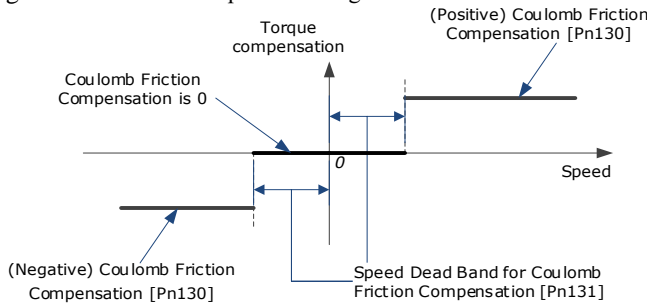 (Positive) Coulomb Friction
Compensation [Pn130]
Torque
compensation
Coulomb Friction
Compensation is 0
0
Speed
(Negative) Coulomb Friction
Compensation [Pn130]
Speed Dead Band for Coulomb
Friction Compensation [Pn131]